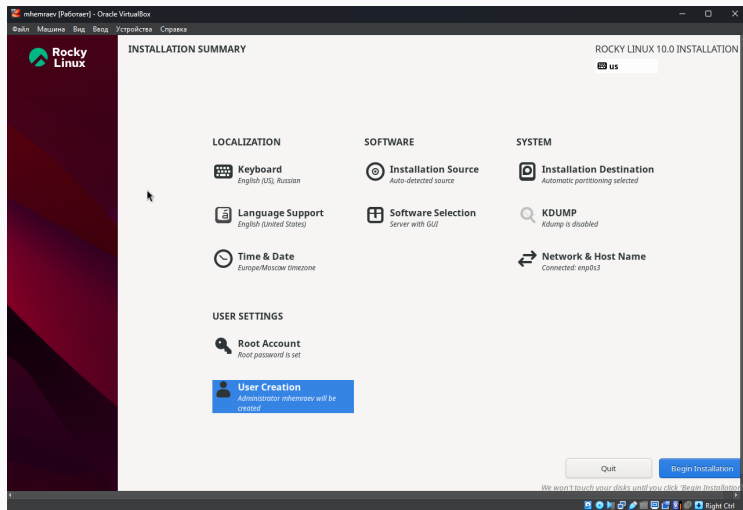 mhemraev [Работает] - Oracle VirtualBox
Файл Машина Вид Ввод Устройства Справка
Rocky
Linux
INSTALLATION SUMMARY
ROCKY LINUX 10.0 INSTALLATION
us
LOCALIZATION
SOFTWARE
SYSTEM
Keyboard
English (US), Russian
Installation Source
Auto-detected source
Installation Destination
Automatic partitioning selected
Language Support
English (United States)
Software Selection
Server with GUI
KDUMP
Kdump is disabled
Time & Date
Europe/Moscow timezone
Network & Host Name
Connected: enp0s3
USER SETTINGS
Root Account
Root password is set
User Creation
Administrator mhemraev will be
created
Quit
Begin Installation
We won't touch your disks until you click 'Begin Installation
Right Ctrl